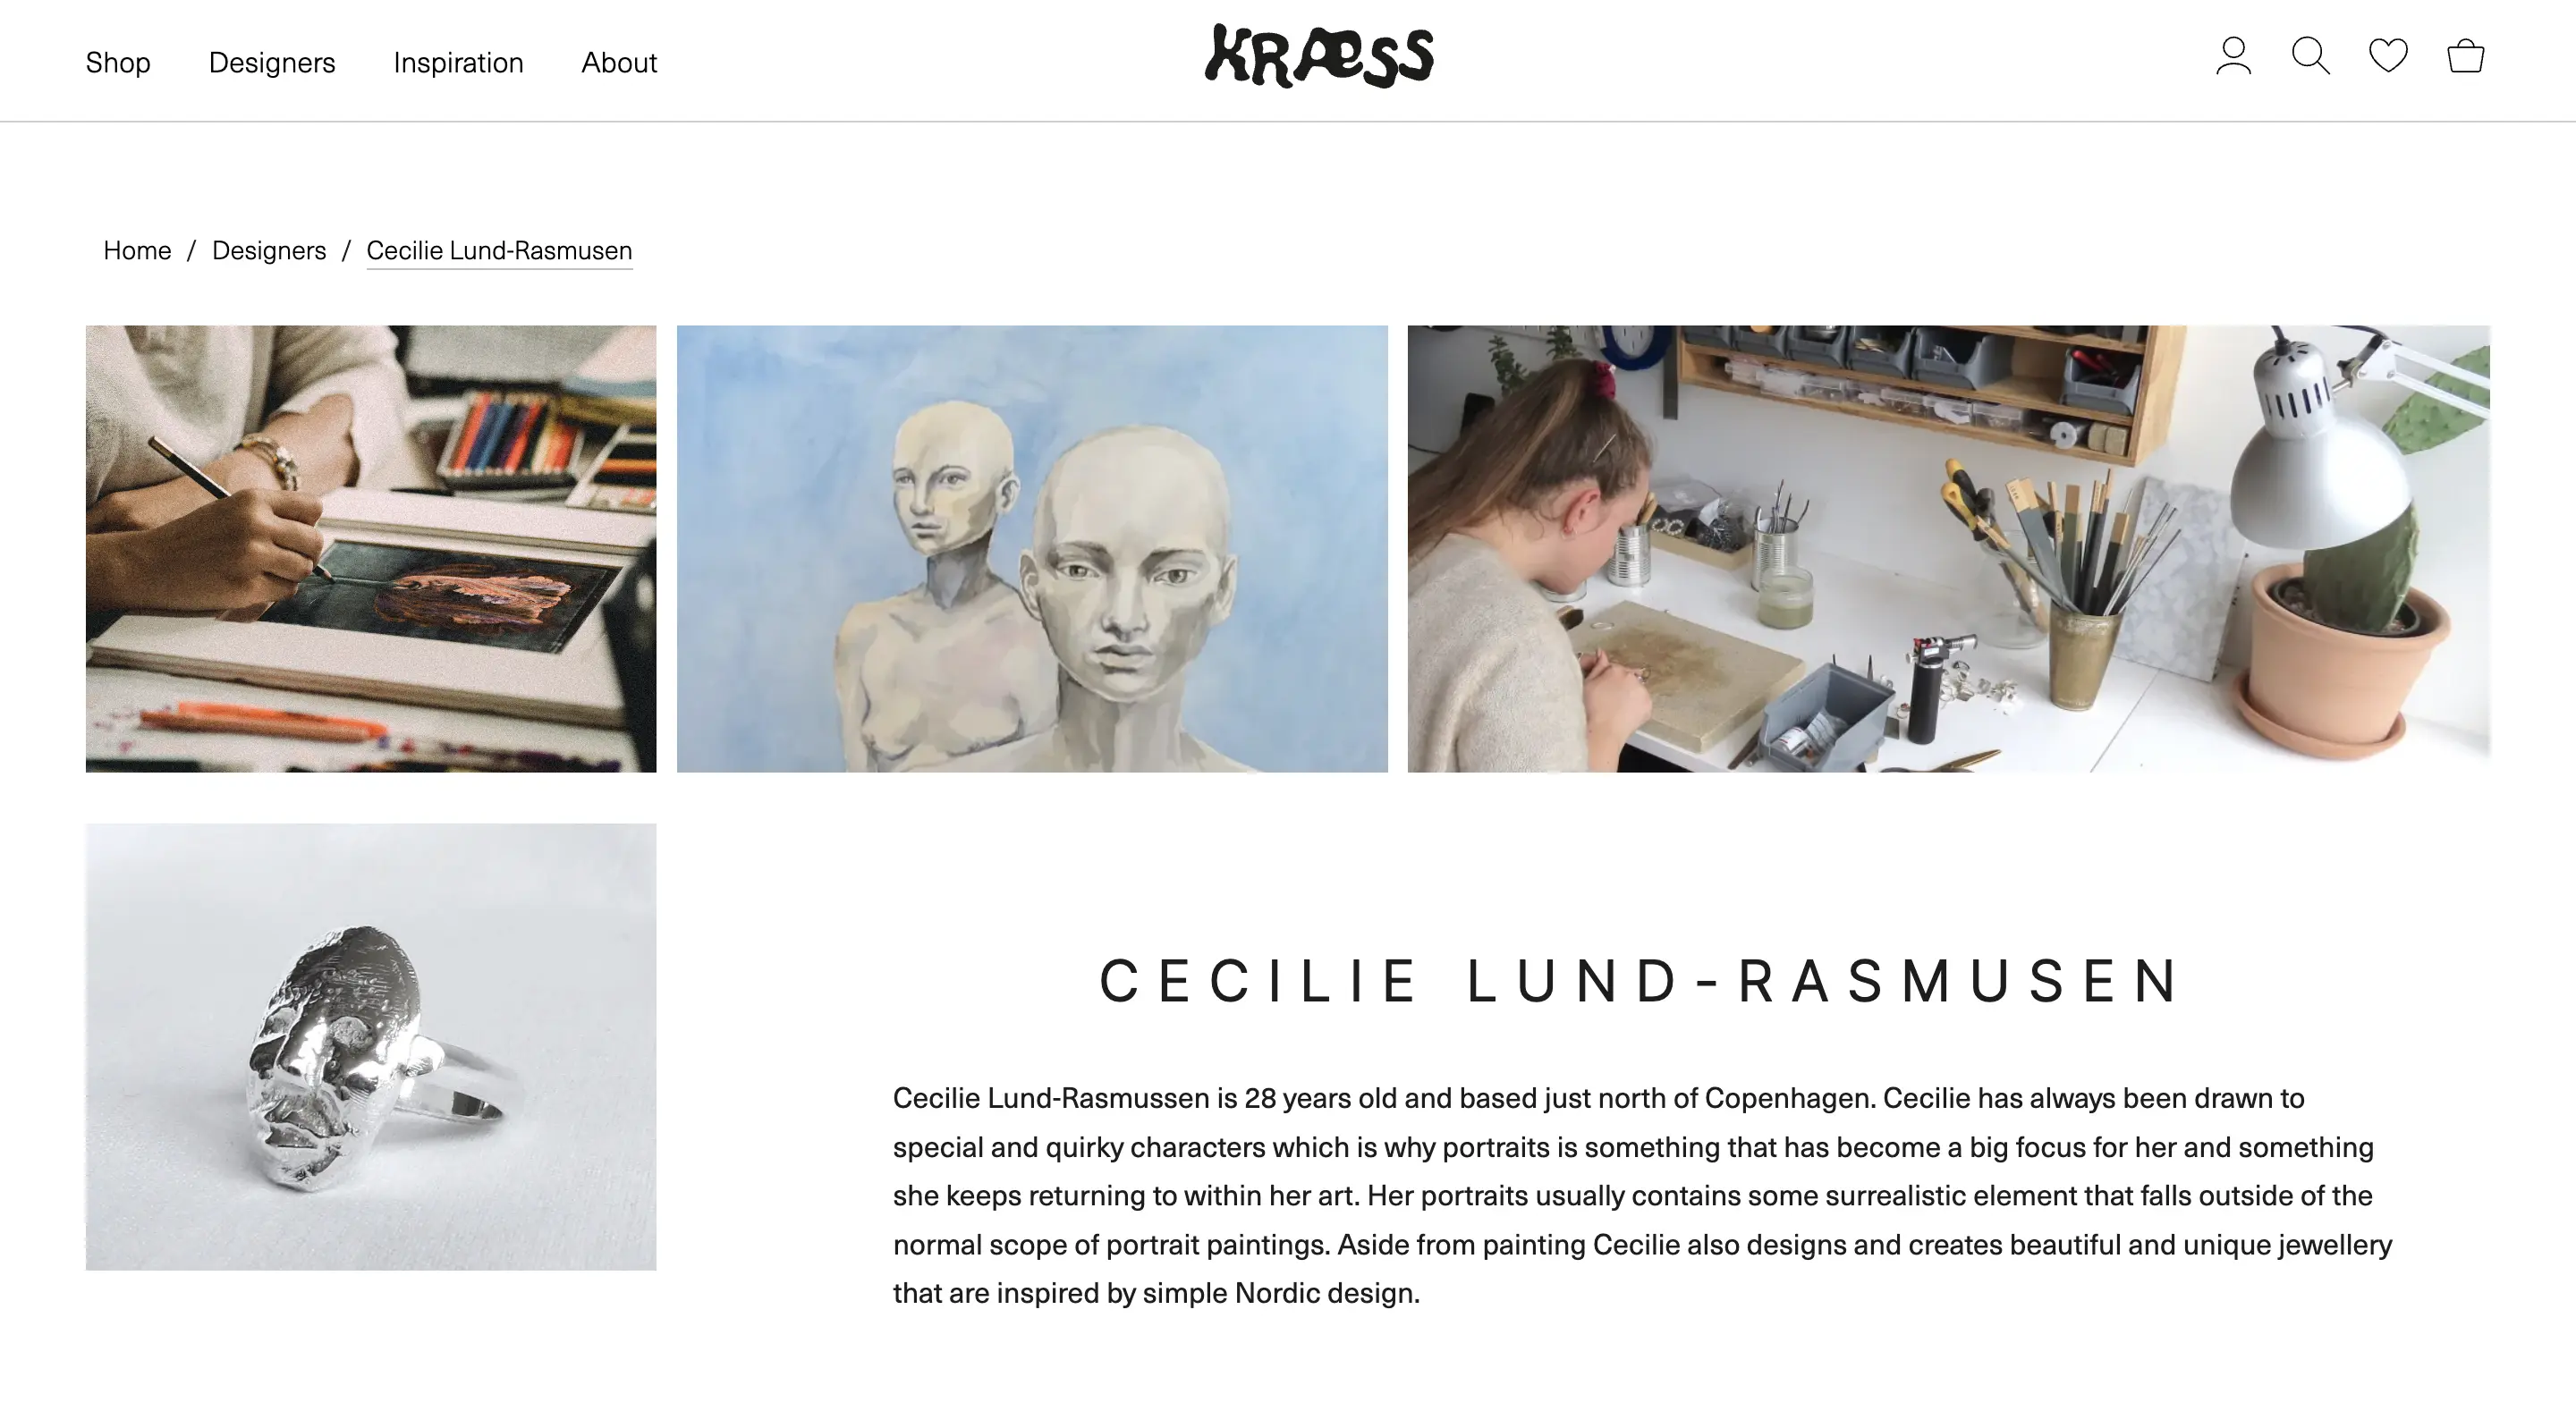 Shop Designers Inspiration About
KRÆSS
Home / Designers / Cecilie Lund-Rasmusen
CECILIE LUND-RASMUSEN
Cecilie Lund-Rasmussen is 28 years old and based just north of Copenhagen. Cecilie has always been drawn to
special and quirky characters which is why portraits is something that has become a big focus for her and something
she keeps returning to within her art. Her portraits usually contains some surrealistic element that falls outside of the
normal scope of portrait paintings. Aside from painting Cecilie also designs and creates beautiful and unique jewellery
that are inspired by simple Nordic design.